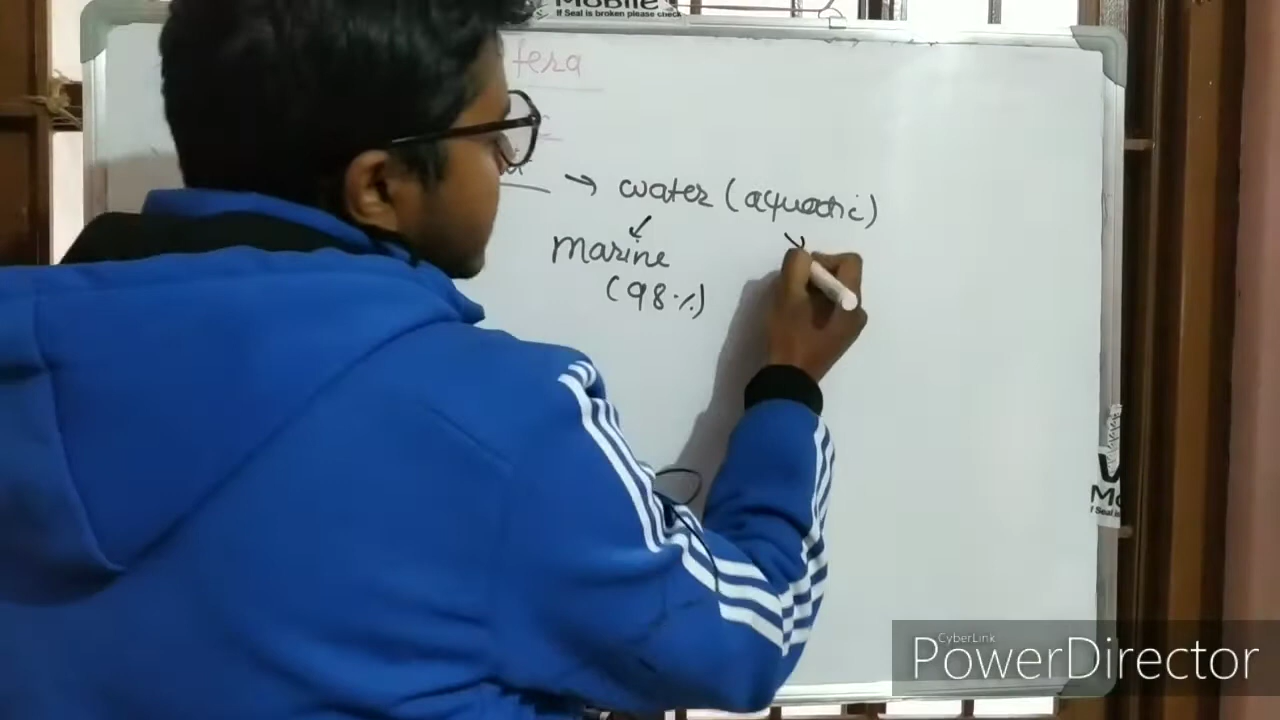 Mobile
If Seal is broken please check
fera
→ water (aquatic)
marine
(98%)
CyberLink
PowerDirector